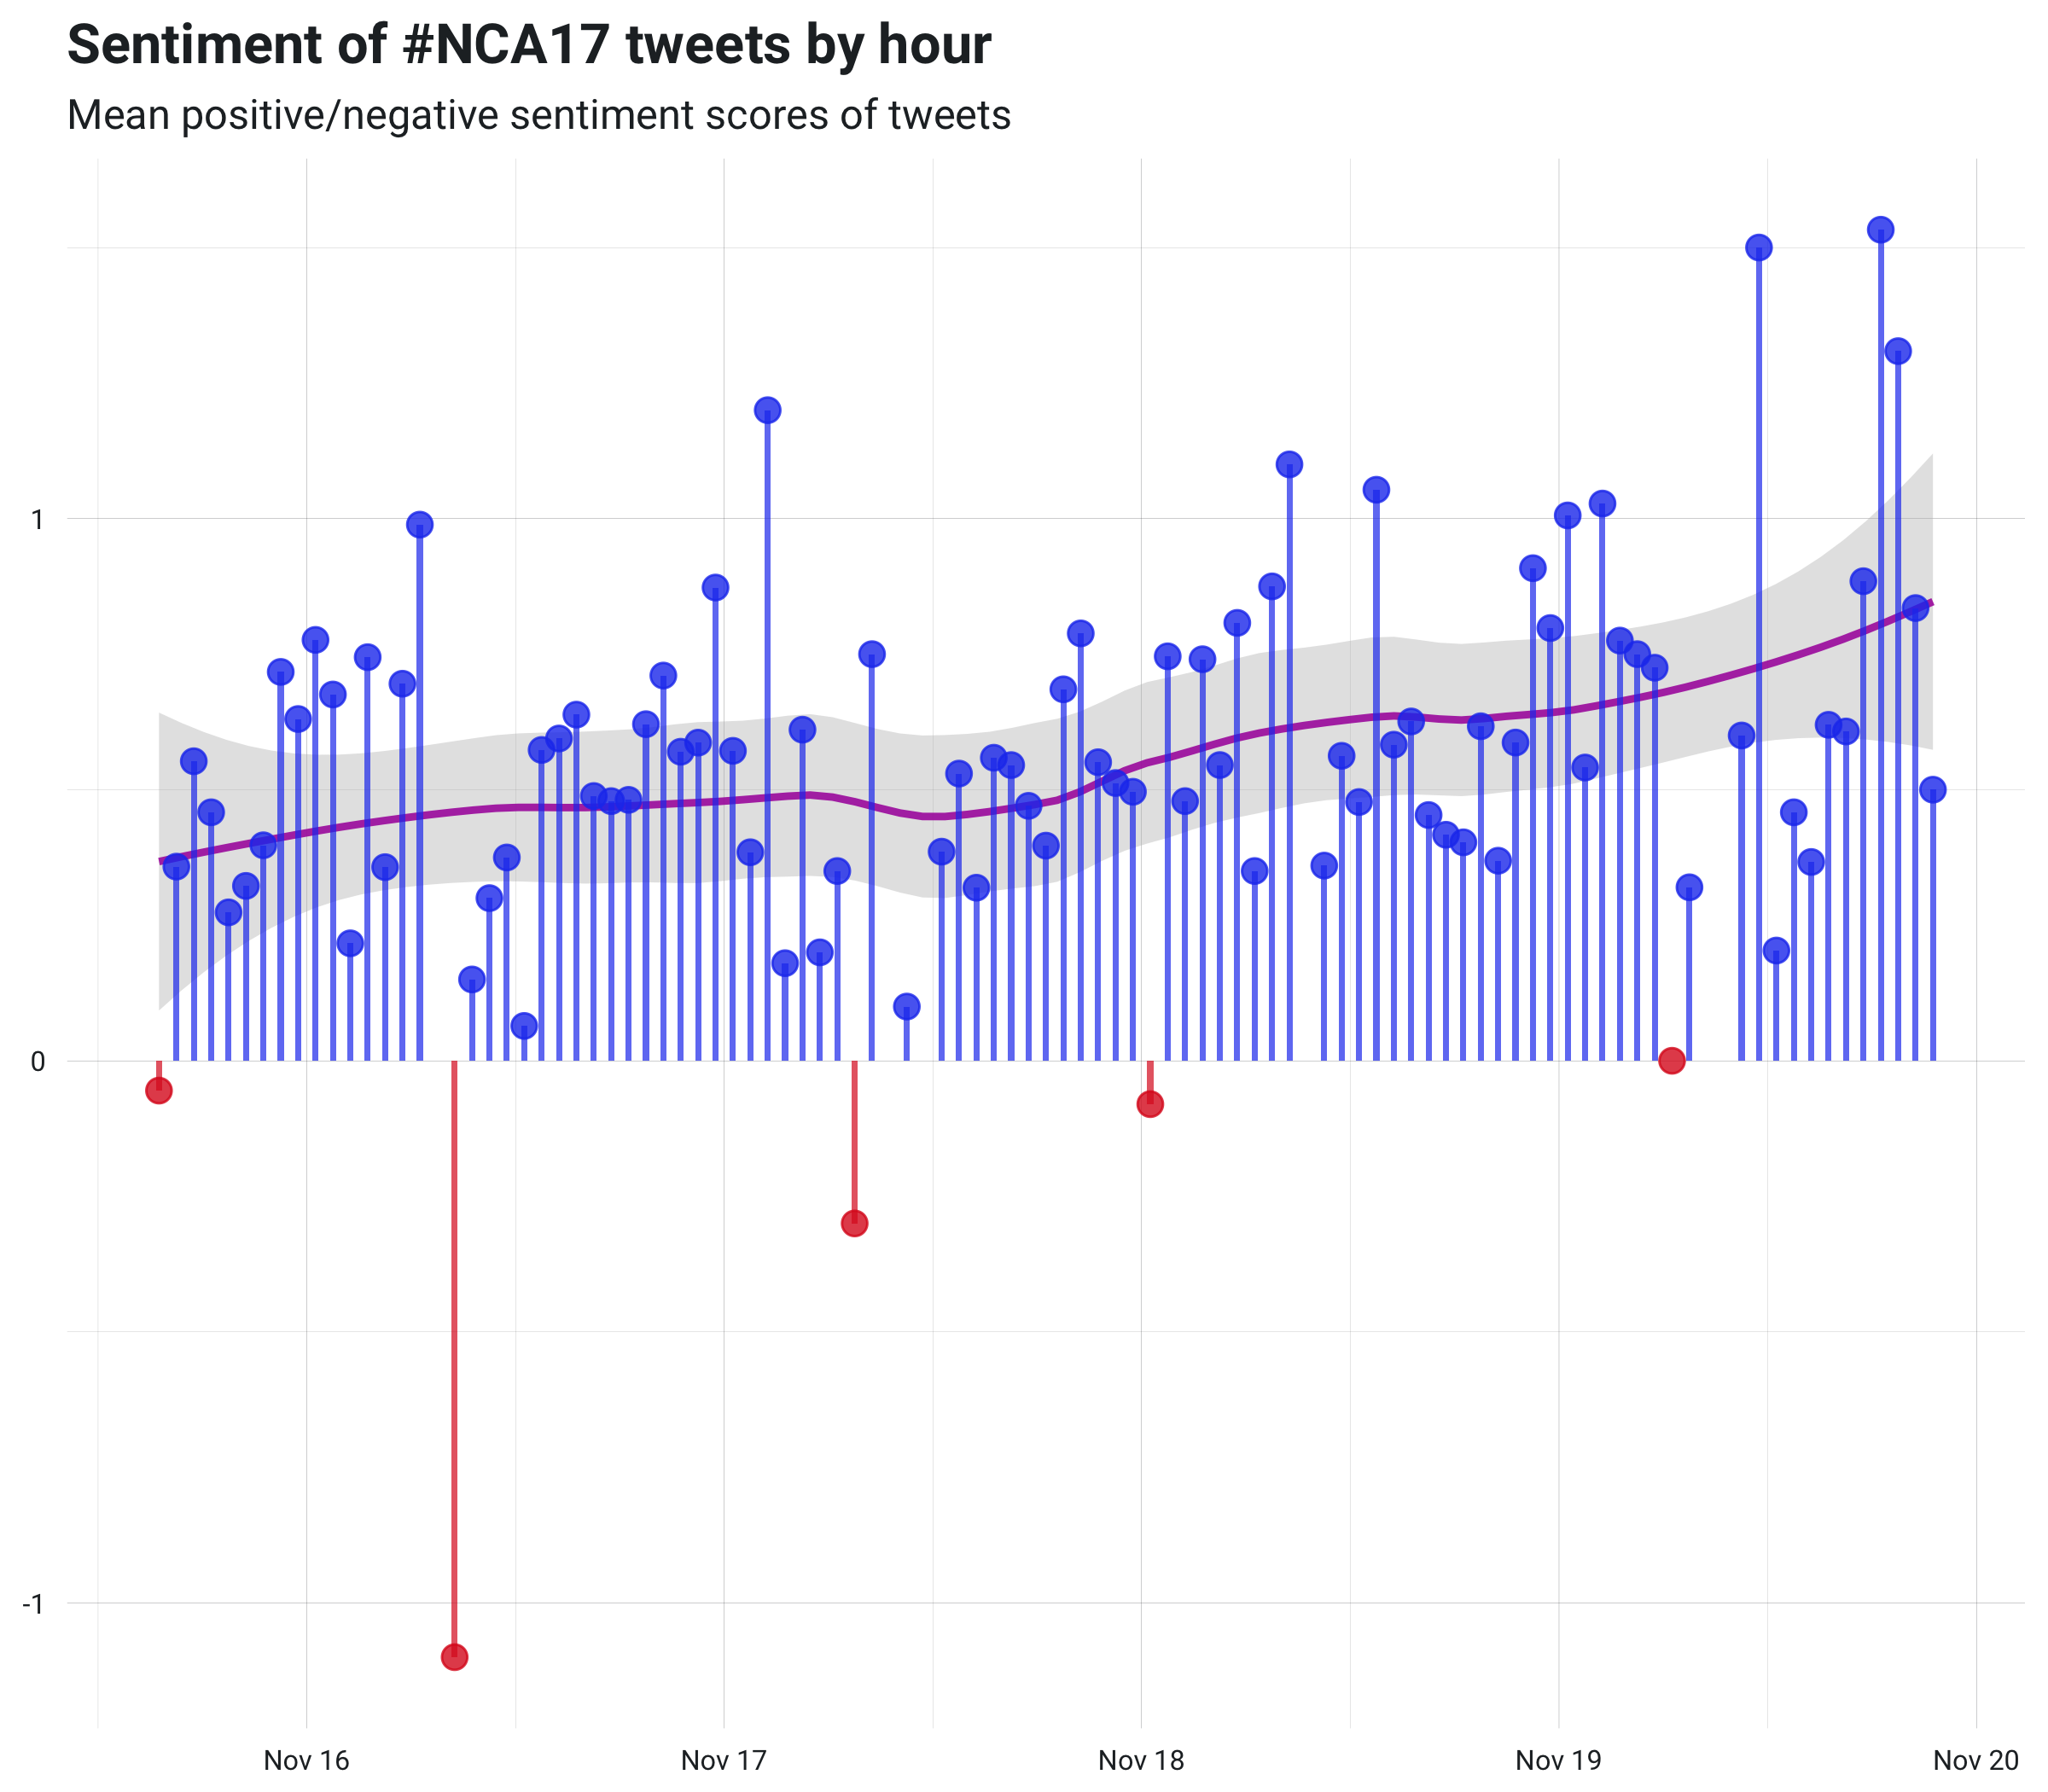 Sentiment of #NCA17 tweets by hour
Mean positive/negative sentiment scores of tweets
1
0
-1
Nov 16
Nov 17
Nov 18
Nov 19
Nov 20